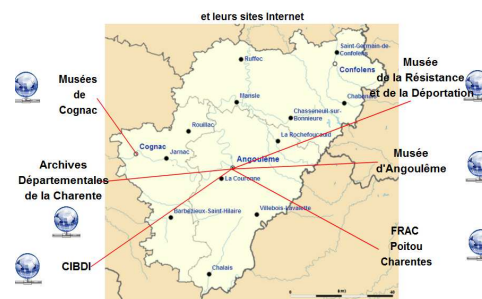 et leurs sites Internet
Musées
de
Cognac
Archives
Départementales
de la Charente
CIBDI
Musée
de la Résistance
et de la Déportation
Musée
d'Angoulême
FRAC
Poitou
Charentes
Ruffec
Saint-Germain-de-
Confolens
Confolens
Mansle
Chabanais
Chasseneuil-sur-
Bonnieure
Rouillac
La Rochefoucauld
Cognac
Jarnac
Angoulême
La Couronne
Barbezieux-Saint-Hilaire
Villebois-Lavalette
Chalais